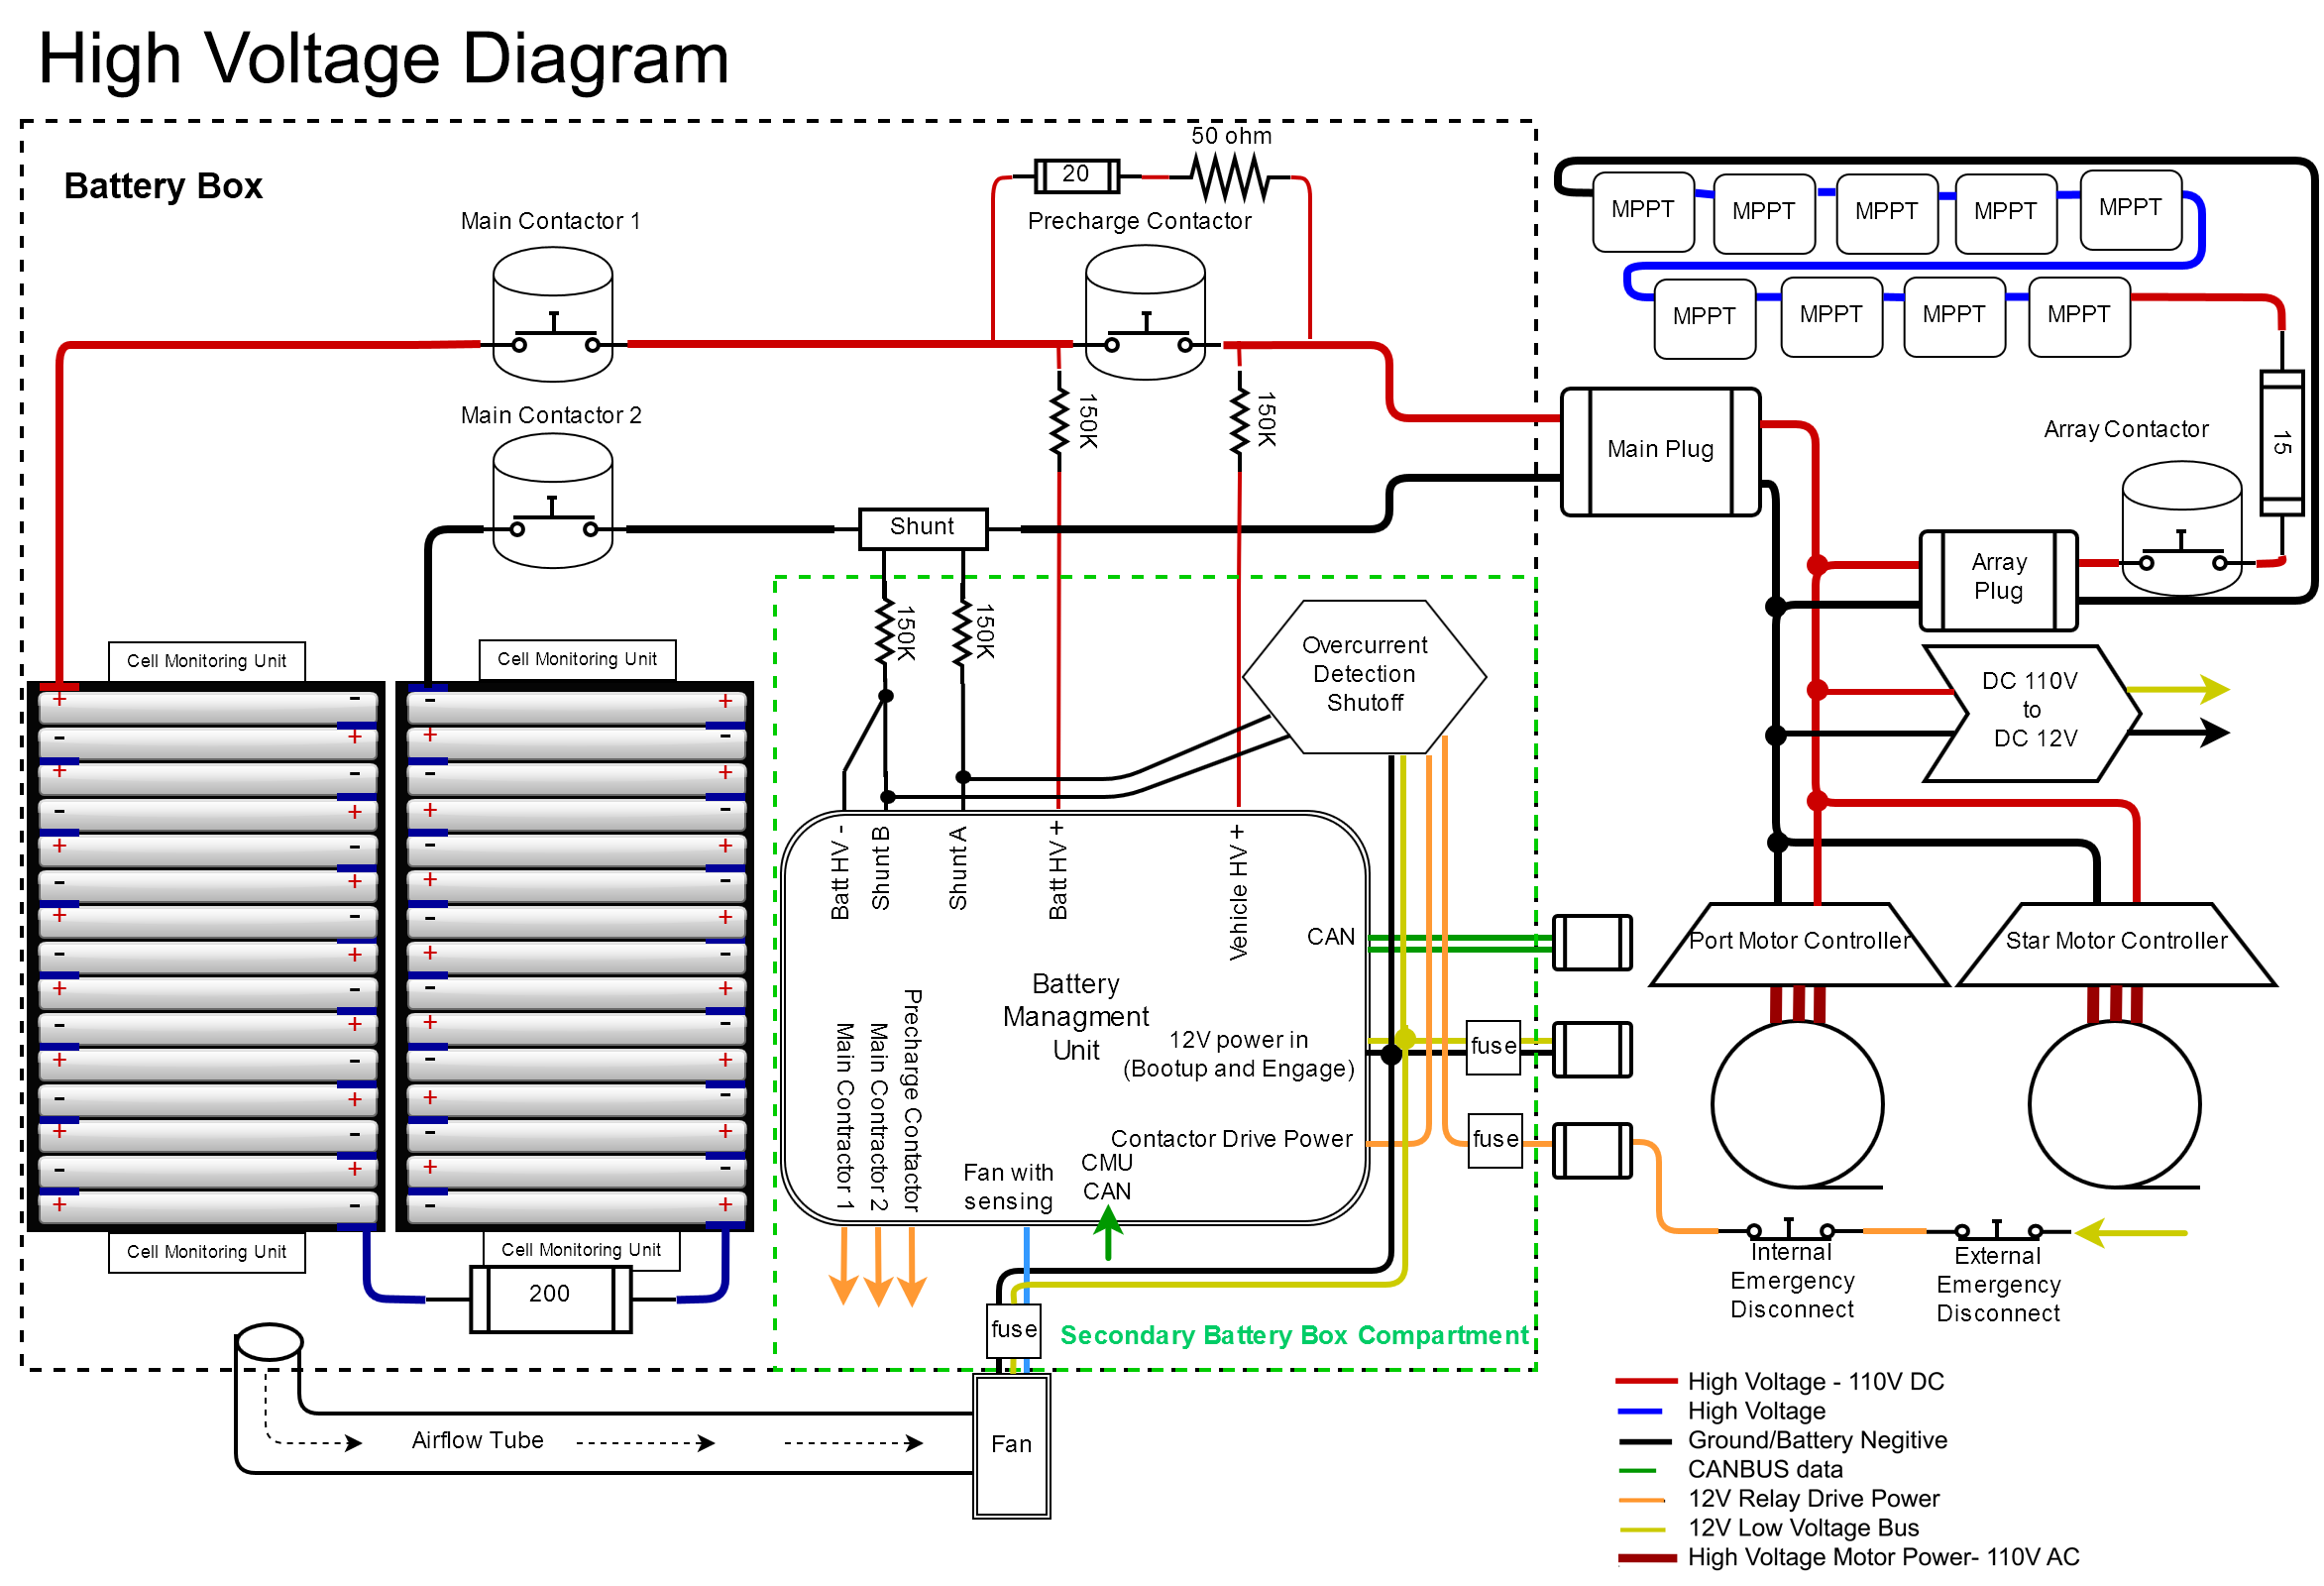 High Voltage Diagram
Battery Box
50 ohm
20
Main Contactor 1
Precharge Contactor
MPPT
MPPT
MPPT
MPPT
MPPT
MPPT
MPPT
MPPT
MPPT
Main Contactor 2
150K
150K
Main Plug
Array Contactor
15
Shunt
Array
Plug
150K
150K
Overcurrent
Detection
Shutoff
DC 110V
to
DC 12V
Cell Monitoring Unit
Cell Monitoring Unit
+ -
- +
+ -
- +
+ -
- +
+ -
- +
+ -
- +
+ -
- +
+ -
- +
+ -
- +
+ -
- +
+ -
- +
+ -
- +
+ -
- +
+ -
- +
+ -
- +
+ -
- +
Batt HV -
Shunt B
Shunt A
Batt HV +
Vehicle HV +
CAN
Battery
Managment
Unit
12V power in
(Bootup and Engage)
fuse
Contactor Drive Power
fuse
Main Contractor 1
Main Contractor 2
Precharge Contactor
Fan with
sensing
CMU
CAN
Port Motor Controller
Star Motor Controller
Cell Monitoring Unit
Cell Monitoring Unit
200
Internal
Emergency
Disconnect
External
Emergency
Disconnect
fuse
Secondary Battery Box Compartment
Airflow Tube
Fan
High Voltage - 110V DC
High Voltage
Ground/Battery Negitive
CANBUS data
12V Relay Drive Power
12V Low Voltage Bus
High Voltage Motor Power- 110V AC